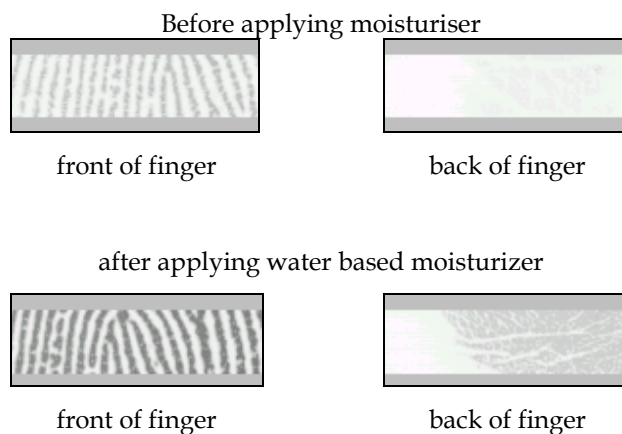 Before applying moisturiser
front of finger back of finger
after applying water based moisturizer
front of finger back of finger